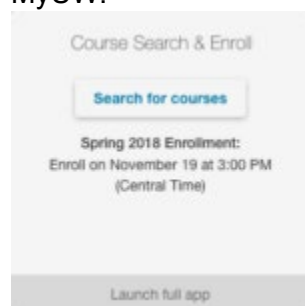 MyUW:
Course Search & Enroll
Search for courses
Spring 2018 Enrollment:
Enroll on November 19 at 3:00 PM
(Central Time)
Launch full app